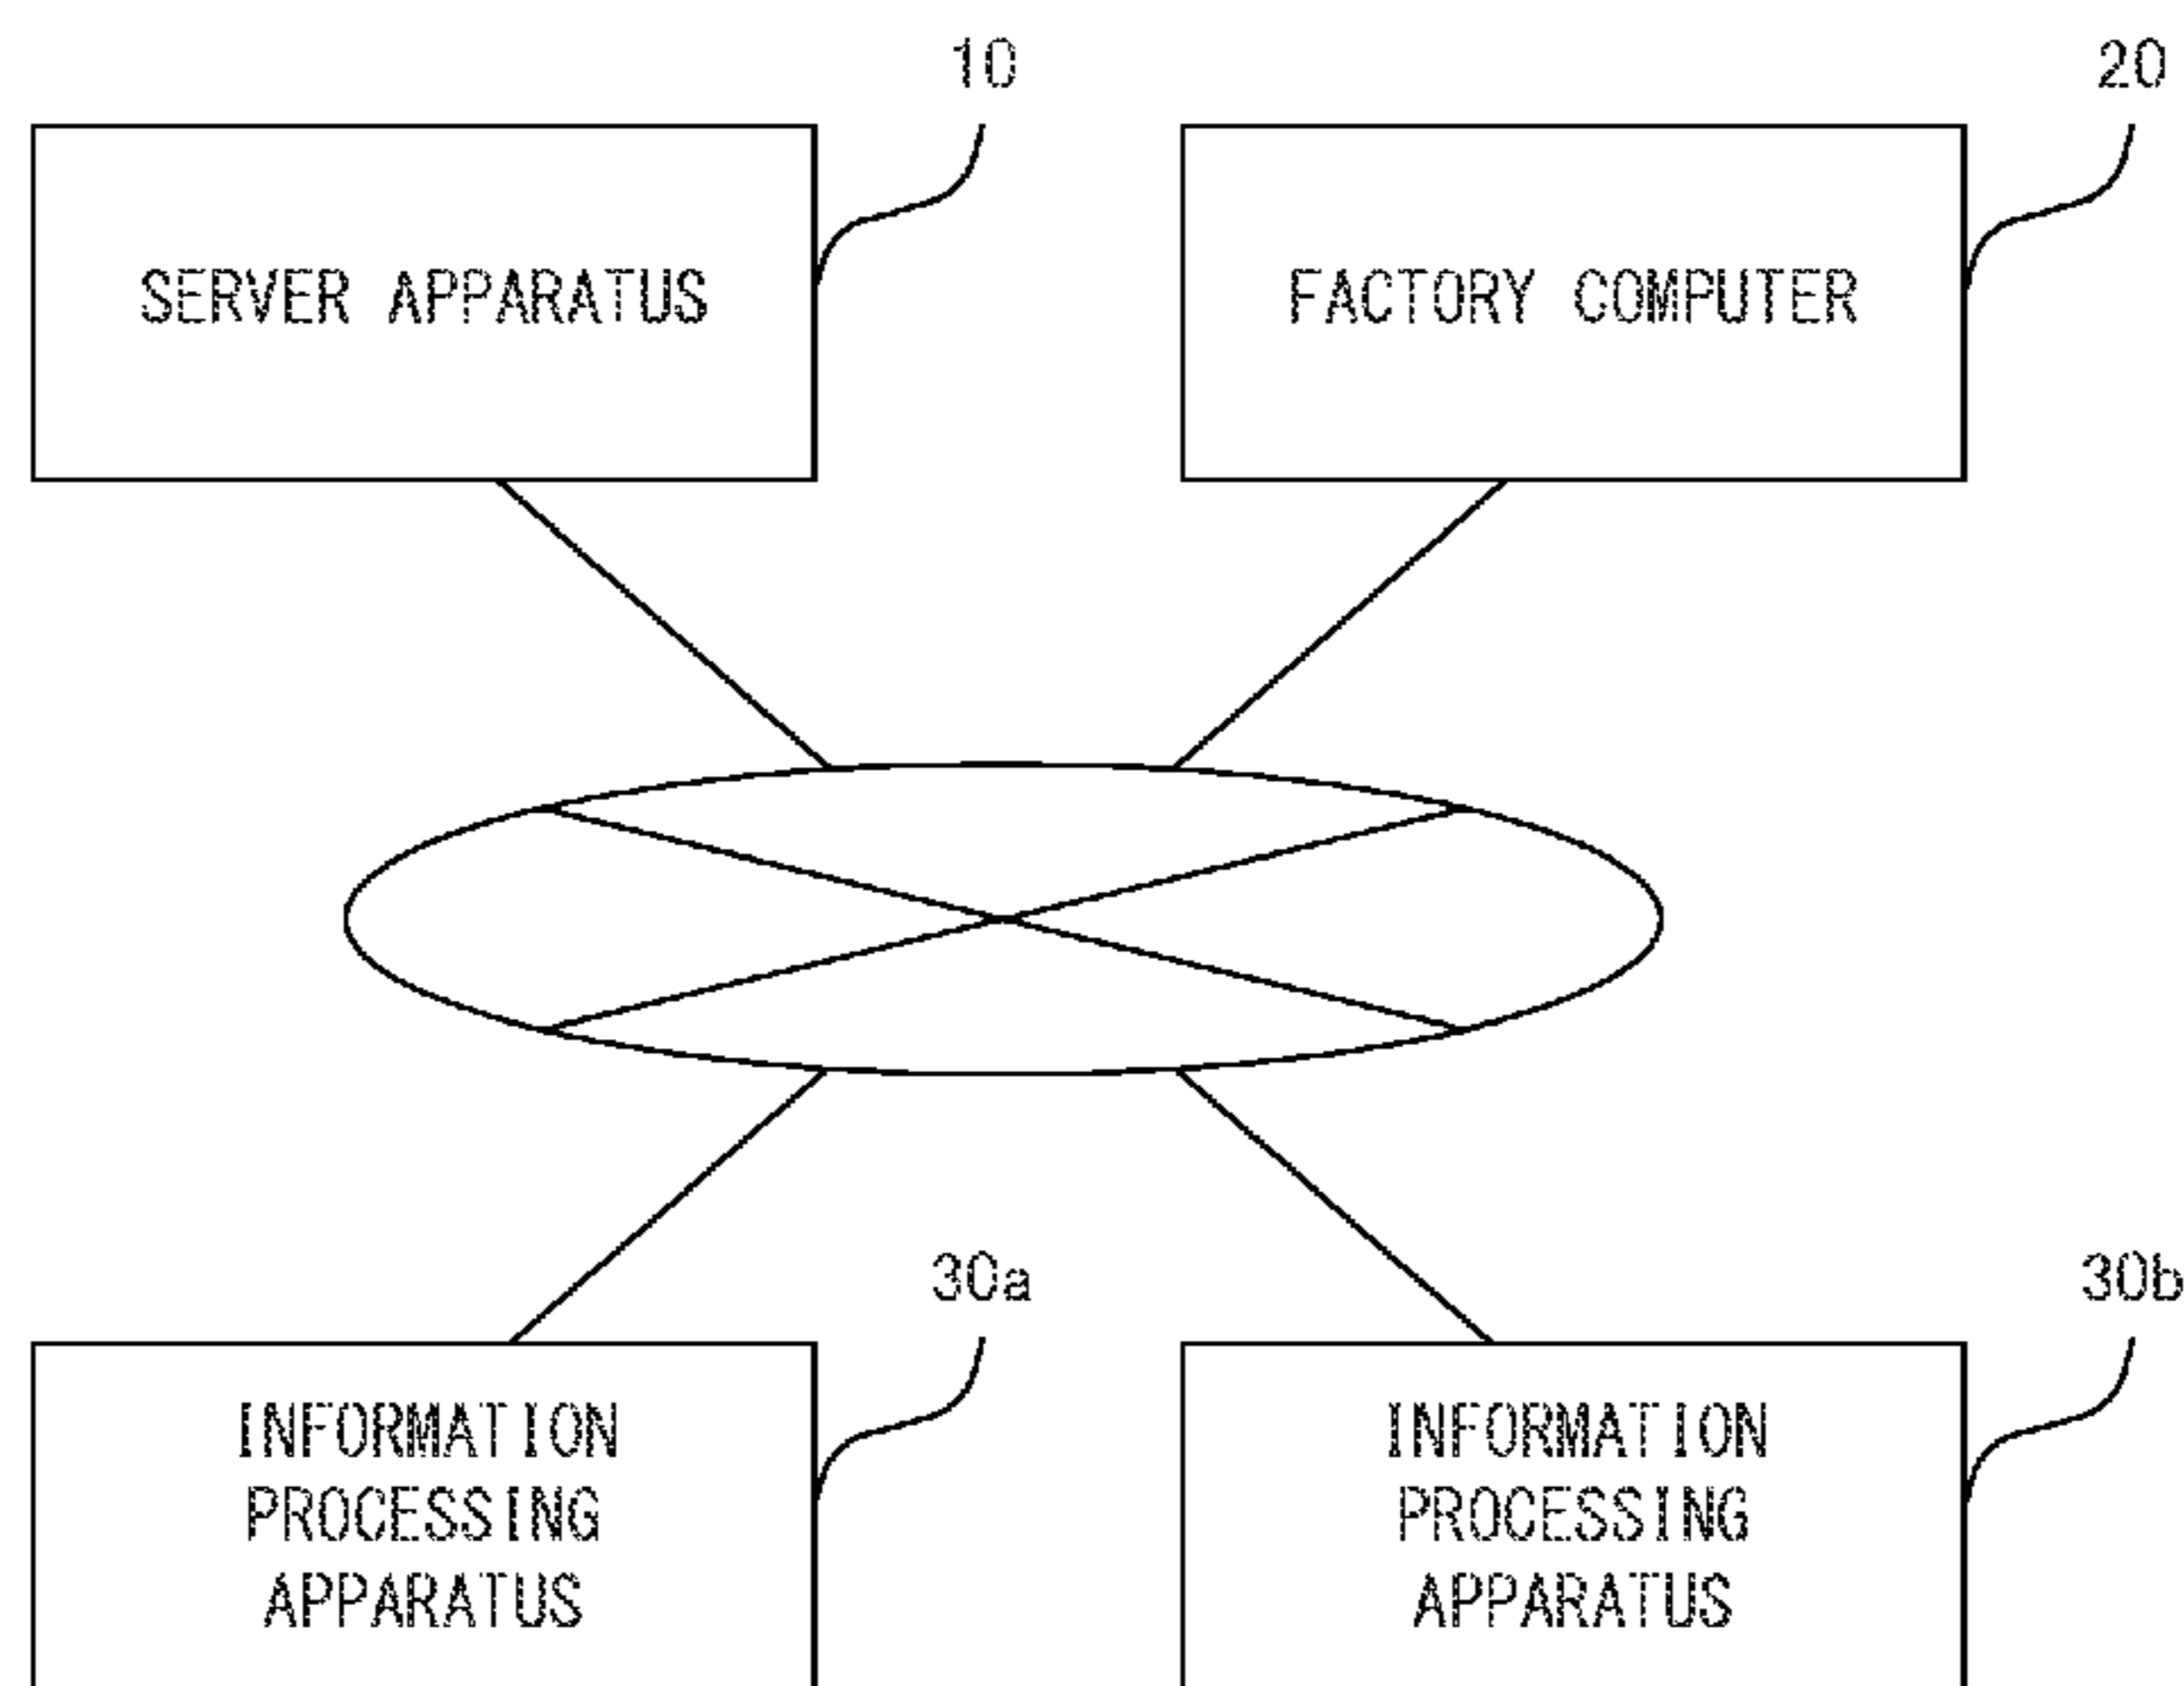 10
20
SERVER APPARATUS
FACTORY COMPUTER
30a
30b
INFORMATION
PROCESSING
APPARATUS
INFORMATION
PROCESSING
APPARATUS